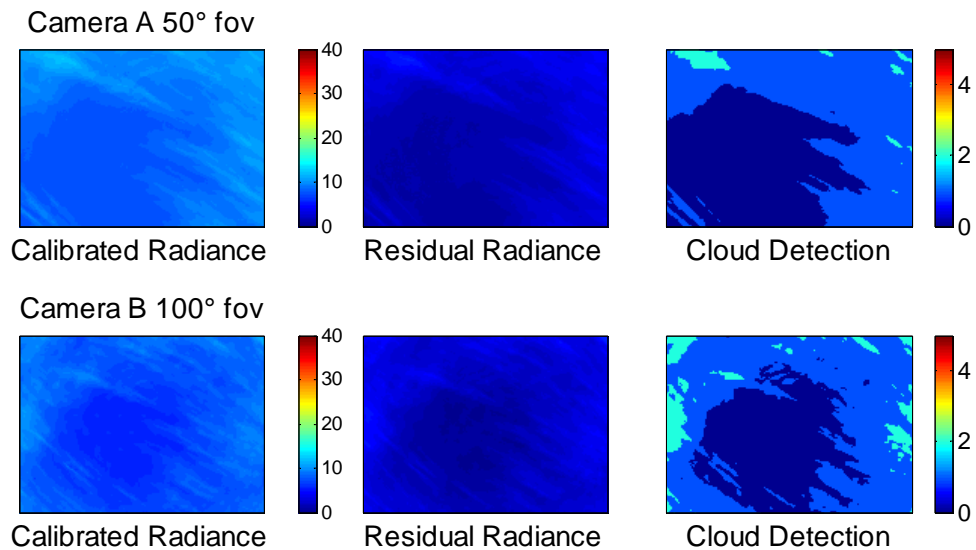 Camera A 50° fov
40
30
20
10
0
4
2
0
Calibrated Radiance
Residual Radiance
Cloud Detection
Camera B 100° fov
40
30
20
10
0
4
2
0
Calibrated Radiance
Residual Radiance
Cloud Detection